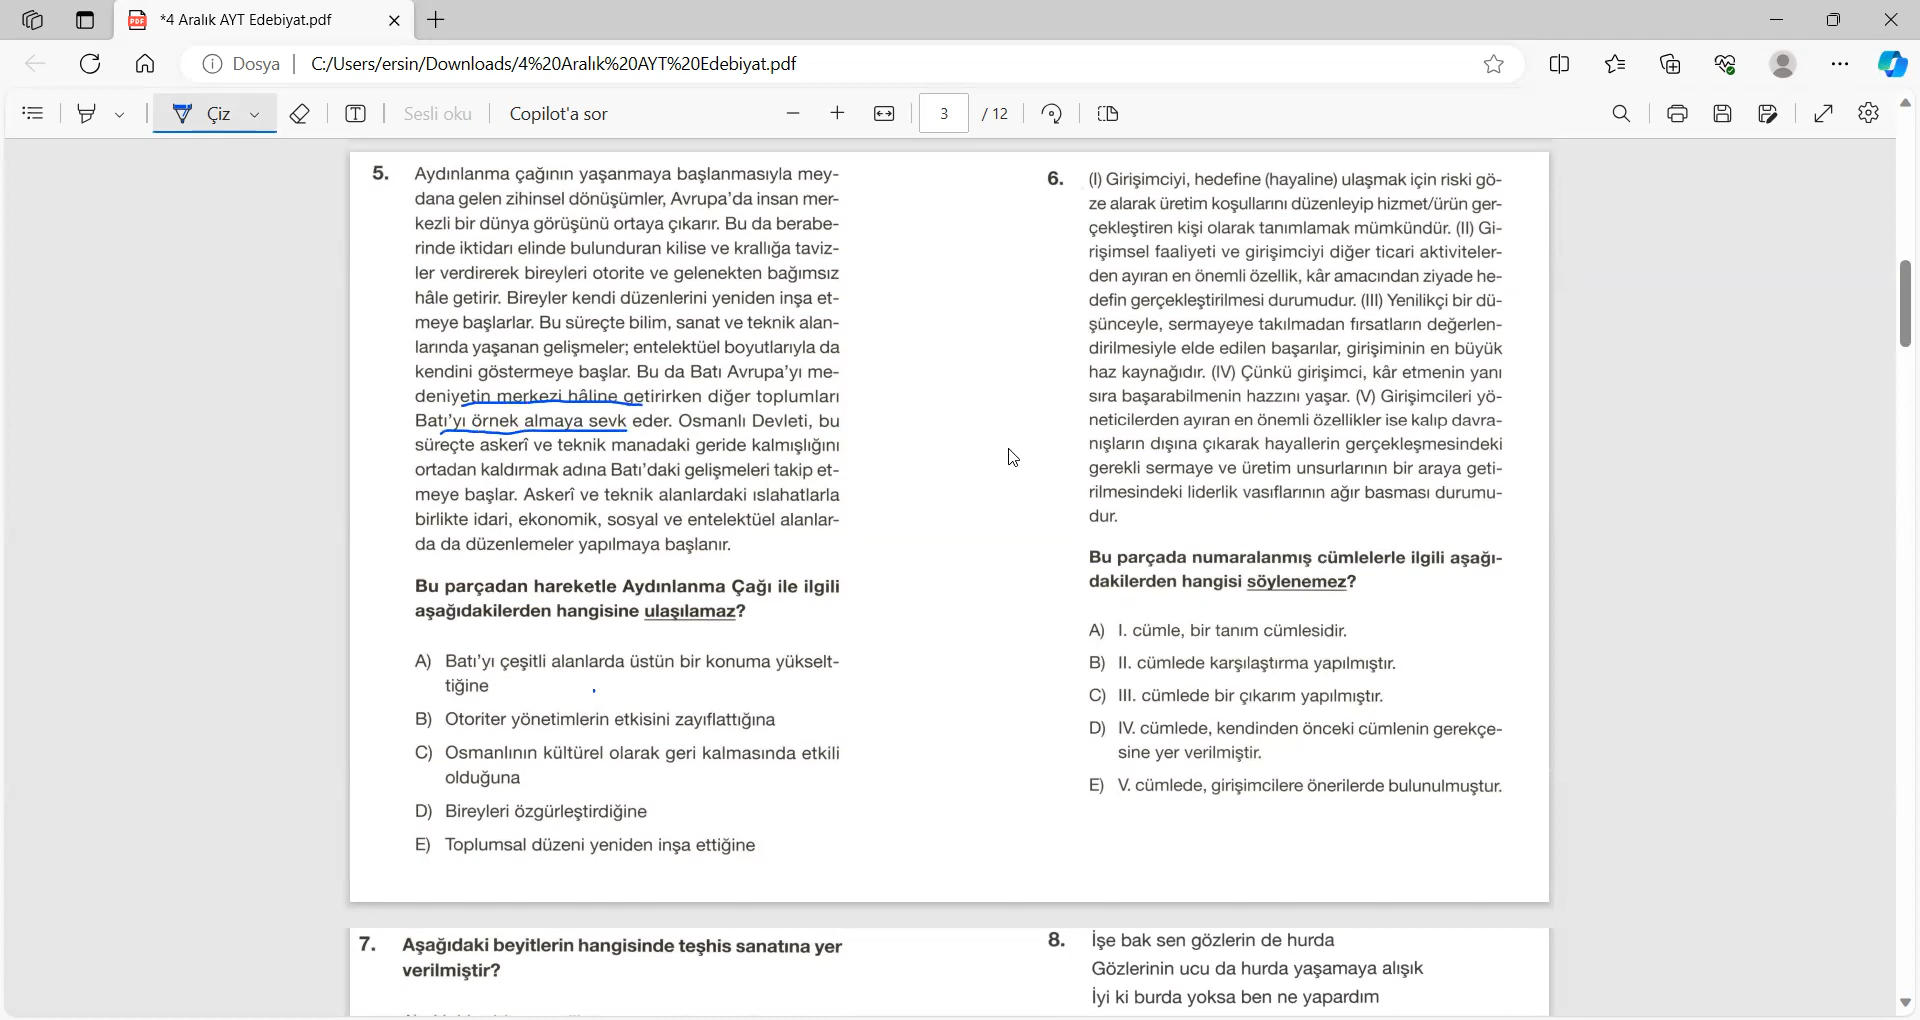 *4 Aralık AYT Edebiyat.pdf
Dosya
C:/Users/ersin/Downloads/4%20Aralık%20AYT%20Edebiyat.pdf
Çiz
Sesli oku
Copilot'a sor
3
/ 12
5.
Aydınlanma çağının yaşanmaya başlanmasıyla mey-
dana gelen zihinsel dönüşümler, Avrupa'da insan mer-
kezli bir dünya görüşünü ortaya çıkarır. Bu da berabe-
rinde iktidarı elinde bulunduran kilise ve krallığa taviz-
ler verdirerek bireyleri otorite ve gelenekten bağımsız
hâle getirir. Bireyler kendi düzenlerini yeniden inşa et-
meye başlarlar. Bu süreçte bilim, sanat ve teknik alan-
larında yaşanan gelişmeler; entelektüel boyutlarıyla da
kendini göstermeye başlar. Bu da Batı Avrupa'yı me-
deniyetin merkezi hâline getirirken diğer toplumları
Batı'yı örnek almaya sevk eder. Osmanlı Devleti, bu
süreçte askerî ve teknik manadaki geride kalmışlığını
ortadan kaldırmak adına Batı'daki gelişmeleri takip et-
meye başlar. Askerî ve teknik alanlardaki ıslahatlarla
birlikte idari, ekonomik, sosyal ve entelektüel alanlar-
da da düzenlemeler yapılmaya başlanır.
Bu parçadan hareketle Aydınlanma Çağı ile ilgili
aşağıdakilerden hangisine ulaşılamaz?
A) Batı'yı çeşitli alanlarda üstün bir konuma yükselt-
tiğine
B) Otoriter yönetimlerin etkisini zayıflattığına
C) Osmanlının kültürel olarak geri kalmasında etkili
olduğuna
D) Bireyleri özgürleştirdiğine
E) Toplumsal düzeni yeniden inşa ettiğine
6.
(I) Girişimciyi, hedefine (hayaline) ulaşmak için riski gö-
ze alarak üretim koşullarını düzenleyip hizmet/ürün ger-
çekleştiren kişi olarak tanımlamak mümkündür. (II) Gi-
rişimsel faaliyeti ve girişimciyi diğer ticari aktiviteler-
den ayıran en önemli özellik, kâr amacından ziyade he-
defin gerçekleştirilmesi durumudur. (III) Yenilikçi bir dü-
şünceyle, sermayeye takılmadan fırsatların değerlen-
dirilmesiyle elde edilen başarılar, girişiminin en büyük
haz kaynağıdır. (IV) Çünkü girişimci, kâr etmenin yanı
sıra başarabilmenin hazzını yaşar. (V) Girişimcileri yö-
neticilerden ayıran en önemli özellikler ise kalıp davra-
nışların dışına çıkarak hayallerin gerçekleşmesindeki
gerekli sermaye ve üretim unsurlarının bir araya geti-
rilmesindeki liderlik vasıflarının ağır basması durumu-
dur.
Bu parçada numaralanmış cümlelerle ilgili aşağı-
dakilerden hangisi söylenemez?
A) I. cümle, bir tanım cümlesidir.
B) II. cümlede karşılaştırma yapılmıştır.
C) III. cümlede bir çıkarım yapılmıştır.
D) IV. cümlede, kendinden önceki cümlenin gerekçe-
sine yer verilmiştir.
E) V. cümlede, girişimcilere önerilerde bulunulmuştur.
7.
Aşağıdaki beyitlerin hangisinde teşhis sanatına yer
verilmiştir?
8.
İşe bak sen gözlerin de hurda
Gözlerinin ucu da hurda yaşamaya alışık
İyi ki burda yoksa ben ne yapardım